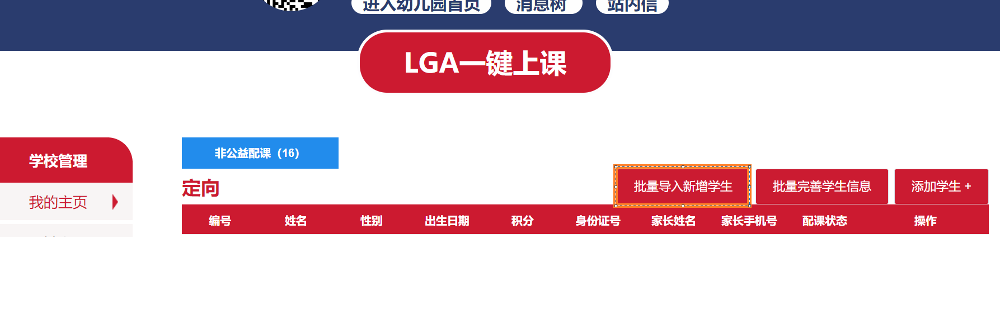 进入幼儿园首页 消息树 站内信
LGA一键上课
学校管理
我的主页
非公益配课（16）
定向
批量导入新增学生 批量完善学生信息 添加学生 +
编号 姓名 性别 出生日期 积分 身份证号 家长姓名 家长手机号 配课状态 操作